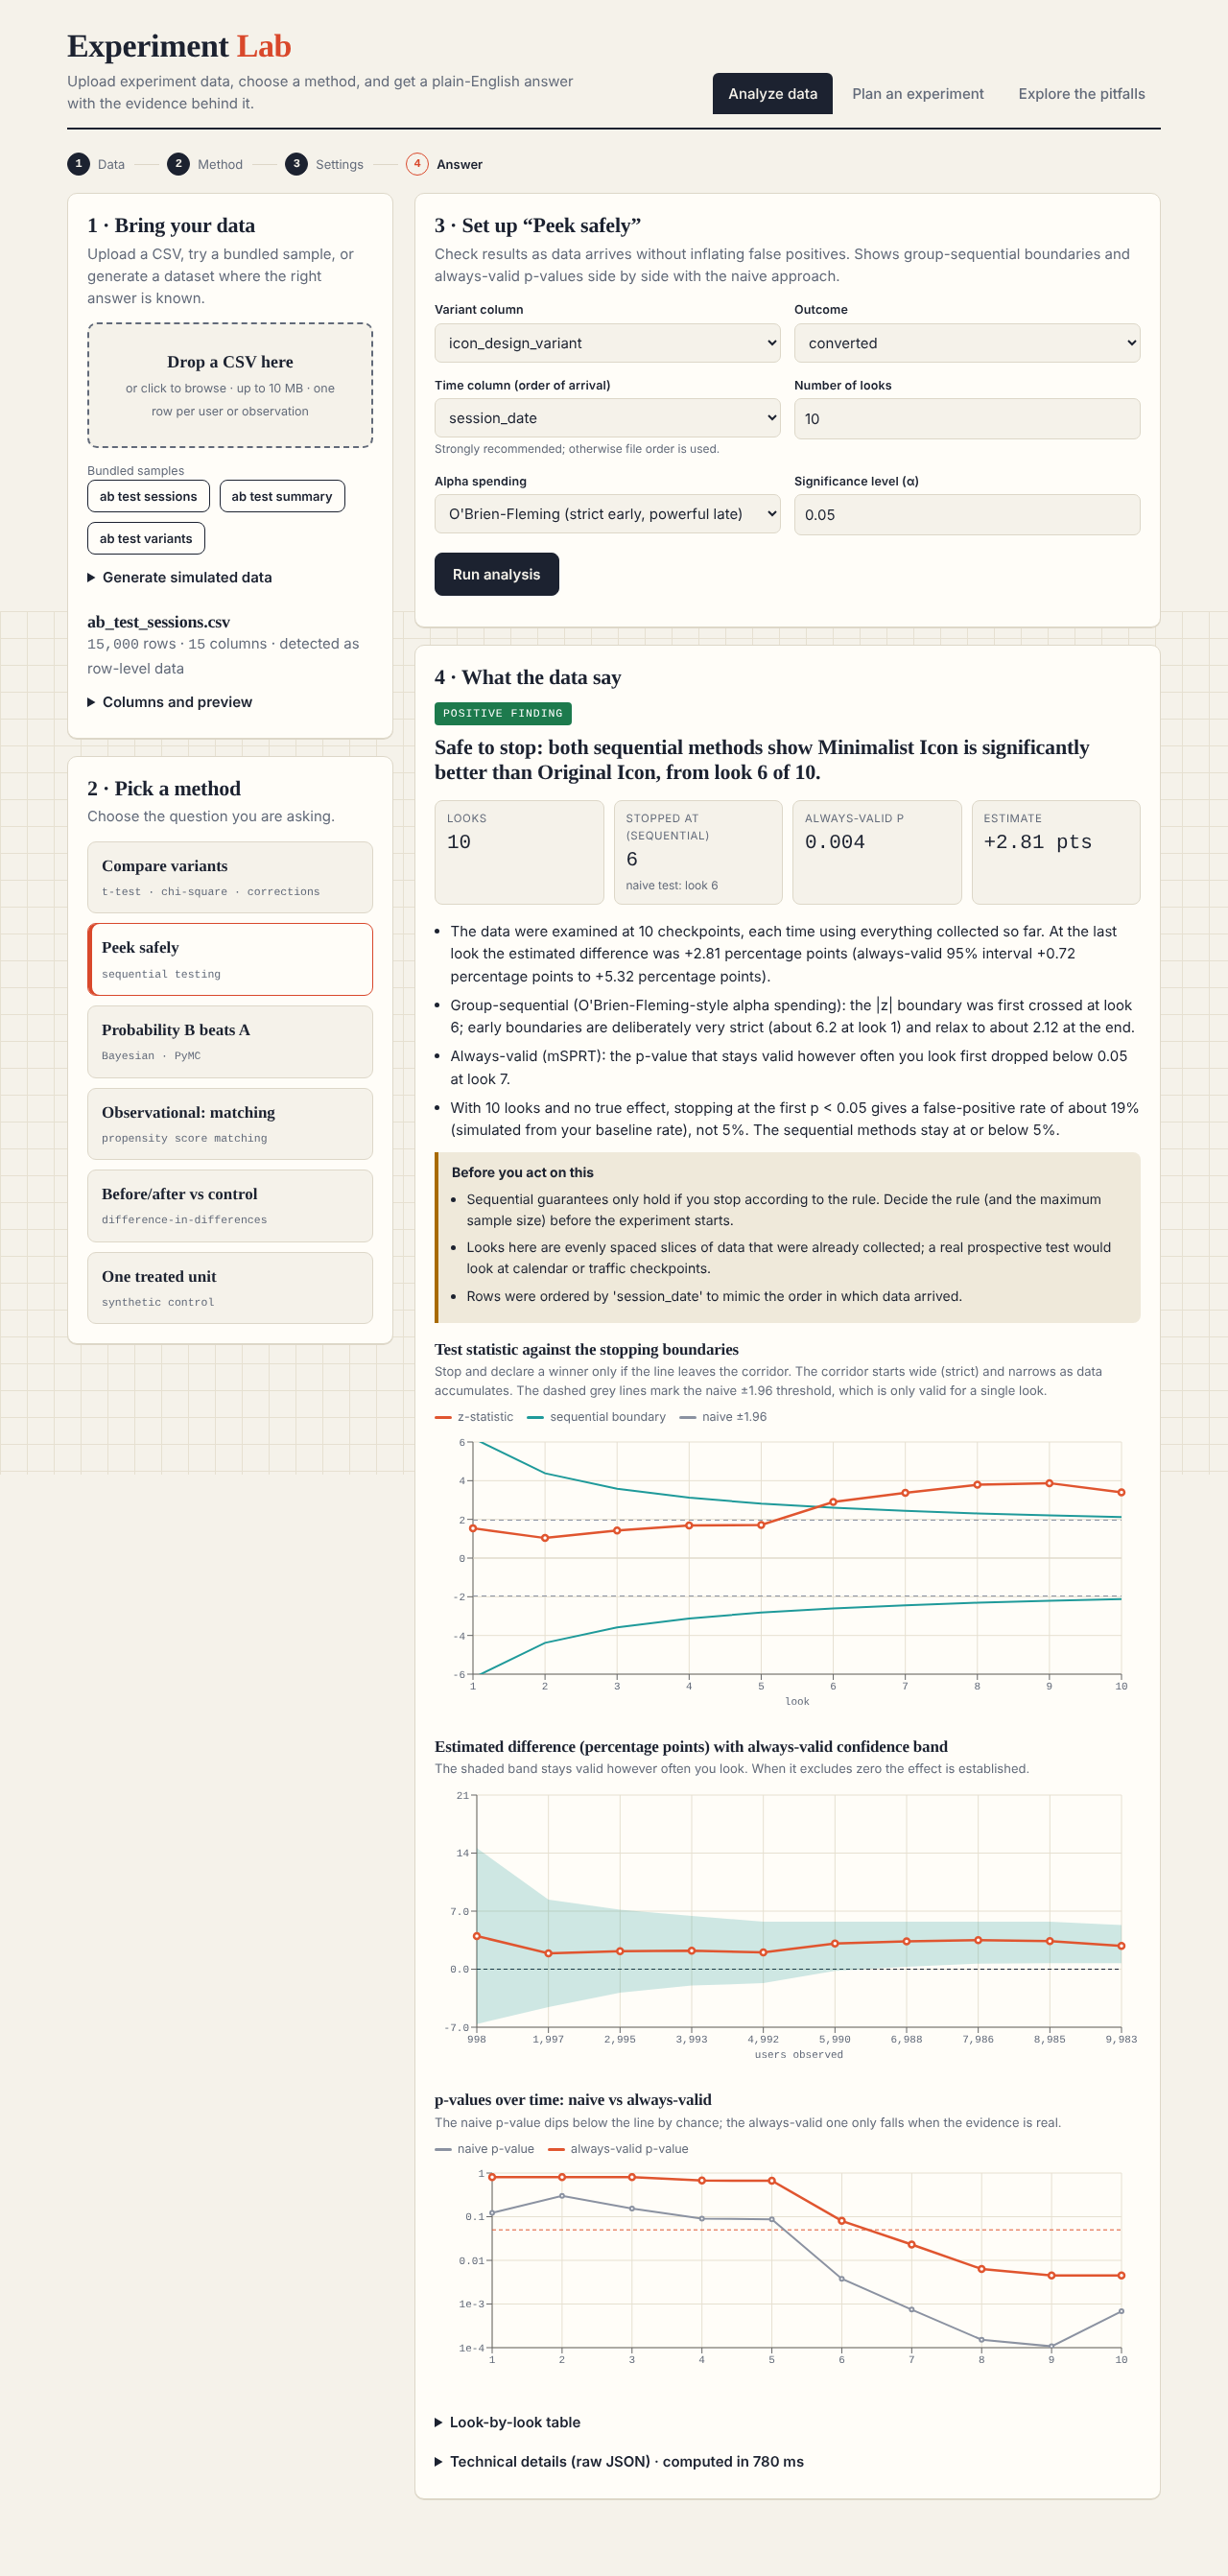 Experiment Lab
Upload experiment data, choose a method, and get a plain-English answer
with the evidence behind it.
Analyze data
Plan an experiment
Explore the pitfalls
1 Data
2 Method
3 Settings
4 Answer
1 · Bring your data
Upload a CSV, try a bundled sample, or
generate a dataset where the right
answer is known.
Drop a CSV here
or click to browse · up to 10 MB · one
row per user or observation
Bundled samples
ab test sessions
ab test summary
ab test variants
▶ Generate simulated data
ab_test_sessions.csv
15,000 rows · 15 columns · detected as
row-level data
▶ Columns and preview
2 · Pick a method
Choose the question you are asking.
Compare variants
t-test · chi-square · corrections
Peek safely
sequential testing
Probability B beats A
Bayesian · PyMC
Observational: matching
propensity score matching
Before/after vs control
difference-in-differences
One treated unit
synthetic control
3 · Set up “Peek safely”
Check results as data arrives without inflating false positives. Shows group-sequential boundaries and
always-valid p-values side by side with the naive approach.
Variant column
icon_design_variant
Outcome
converted
Time column (order of arrival)
session_date
Strongly recommended; otherwise file order is used.
Number of looks
10
Alpha spending
O'Brien-Fleming (strict early, powerful late)
Significance level (α)
0.05
Run analysis
4 · What the data say
POSITIVE FINDING
Safe to stop: both sequential methods show Minimalist Icon is significantly
better than Original Icon, from look 6 of 10.
LOOKS
10
STOPPED AT
(SEQUENTIAL)
6
naive test: look 6
ALWAYS-VALID P
0.004
ESTIMATE
+2.81 pts
• The data were examined at 10 checkpoints, each time using everything collected so far. At the last
look the estimated difference was +2.81 percentage points (always-valid 95% interval +0.72
percentage points to +5.32 percentage points).
• Group-sequential (O'Brien-Fleming-style alpha spending): the |z| boundary was first crossed at look
6; early boundaries are deliberately very strict (about 6.2 at look 1) and relax to about 2.12 at the end.
• Always-valid (mSPRT): the p-value that stays valid however often you look first dropped below 0.05
at look 7.
• With 10 looks and no true effect, stopping at the first p < 0.05 gives a false-positive rate of about 19%
(simulated from your baseline rate), not 5%. The sequential methods stay at or below 5%.
Before you act on this
• Sequential guarantees only hold if you stop according to the rule. Decide the rule (and the maximum
sample size) before the experiment starts.
• Looks here are evenly spaced slices of data that were already collected; a real prospective test would
look at calendar or traffic checkpoints.
• Rows were ordered by 'session_date' to mimic the order in which data arrived.
Test statistic against the stopping boundaries
Stop and declare a winner only if the line leaves the corridor. The corridor starts wide (strict) and narrows as data
accumulates. The dashed grey lines mark the naive ±1.96 threshold, which is only valid for a single look.
z-statistic sequential boundary naive ±1.96
6
4
2
0
-2
-4
-6
1 2 3 4 5 6 7 8 9 10
look
Estimated difference (percentage points) with always-valid confidence band
The shaded band stays valid however often you look. When it excludes zero the effect is established.
21
14
7.0
0.0
-7.0
998 1,997 2,995 3,993 4,992 5,990 6,988 7,986 8,985 9,983
users observed
p-values over time: naive vs always-valid
The naive p-value dips below the line by chance; the always-valid one only falls when the evidence is real.
naive p-value always-valid p-value
1
0.1
0.01
1e-3
1e-4
1 2 3 4 5 6 7 8 9 10
▶ Look-by-look table
▶ Technical details (raw JSON) · computed in 780 ms